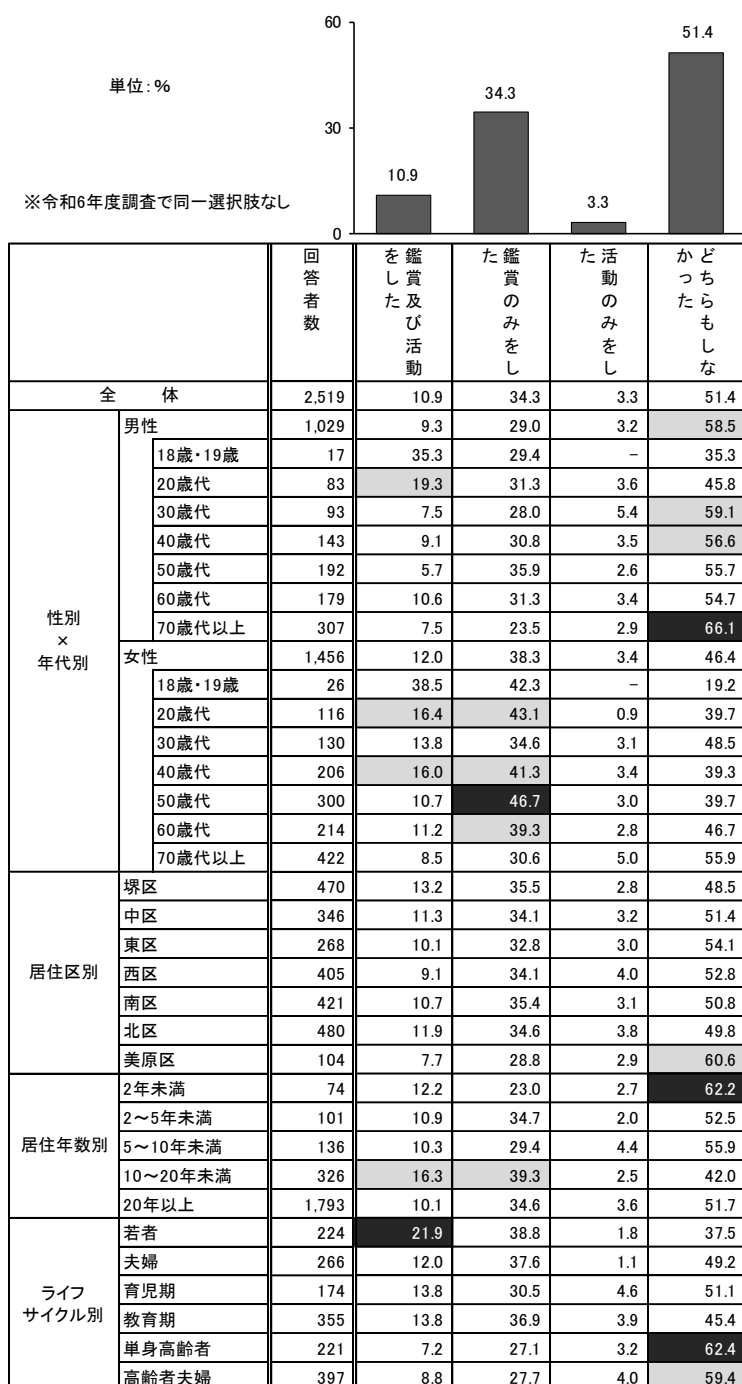 単位：％
※令和6年度調査で同一選択肢なし
60
30
0
10.9
34.3
3.3
51.4
回答者数
鑑賞及び活動をした
鑑賞のみをした
活動のみをした
どちらもしなかった
全　体 2,519 10.9 34.3 3.3 51.4
性別×年代別
男性 1,029 9.3 29.0 3.2 58.5
18歳・19歳 17 35.3 29.4 － 35.3
20歳代 83 19.3 31.3 3.6 45.8
30歳代 93 7.5 28.0 5.4 59.1
40歳代 143 9.1 30.8 3.5 56.6
50歳代 192 5.7 35.9 2.6 55.7
60歳代 179 10.6 31.3 3.4 54.7
70歳代以上 307 7.5 23.5 2.9 66.1
女性 1,456 12.0 38.3 3.4 46.4
18歳・19歳 26 38.5 42.3 － 19.2
20歳代 116 16.4 43.1 0.9 39.7
30歳代 130 13.8 34.6 3.1 48.5
40歳代 206 16.0 41.3 3.4 39.3
50歳代 300 10.7 46.7 3.0 39.7
60歳代 214 11.2 39.3 2.8 46.7
70歳代以上 422 8.5 30.6 5.0 55.9
居住区別
堺区 470 13.2 35.5 2.8 48.5
中区 346 11.3 34.1 3.2 51.4
東区 268 10.1 32.8 3.0 54.1
西区 405 9.1 34.1 4.0 52.8
南区 421 10.7 35.4 3.1 50.8
北区 480 11.9 34.6 3.8 49.8
美原区 104 7.7 28.8 2.9 60.6
居住年数別
2年未満 74 12.2 23.0 2.7 62.2
2～5年未満 101 10.9 34.7 2.0 52.5
5～10年未満 136 10.3 29.4 4.4 55.9
10～20年未満 326 16.3 39.3 2.5 42.0
20年以上 1,793 10.1 34.6 3.6 51.7
ライフサイクル別
若者 224 21.9 38.8 1.8 37.5
夫婦 266 12.0 37.6 1.1 49.2
育児期 174 13.8 30.5 4.6 51.1
教育期 355 13.8 36.9 3.9 45.4
単身高齢者 221 7.2 27.1 3.2 62.4
高齢者夫婦 397 8.8 27.7 4.0 59.4